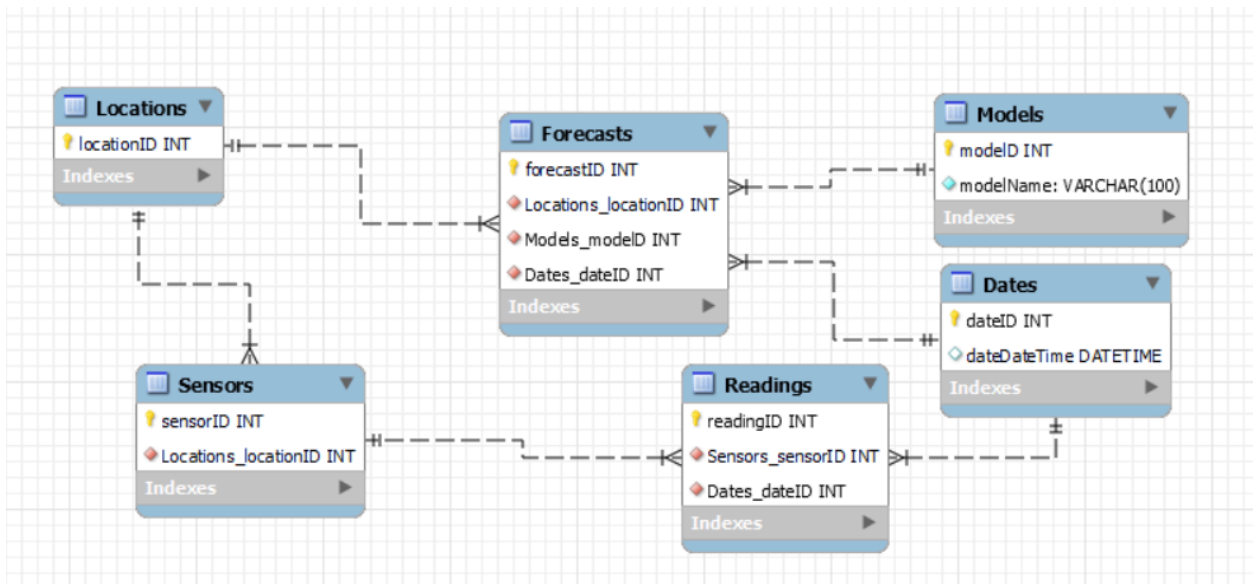 Locations
locationID INT
Indexes
Forecasts
forecastID INT
Locations_locationID INT
Models_modelD INT
Dates_dateID INT
Indexes
Models
modelD INT
modelName: VARCHAR(100)
Indexes
Dates
dateID INT
dateDateTime DATETIME
Indexes
Sensors
sensorID INT
Locations_locationID INT
Indexes
Readings
readingID INT
Sensors_sensorID INT
Dates_dateID INT
Indexes